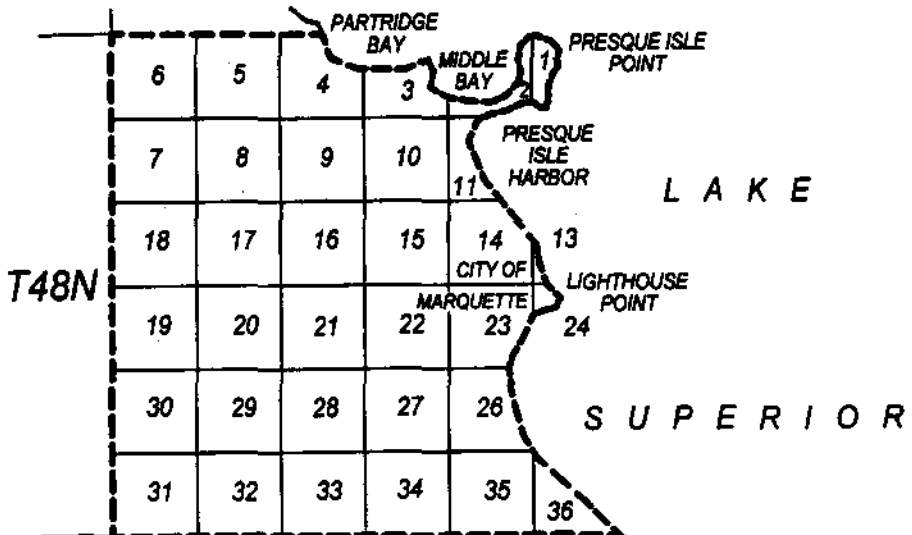 PARTRIDGE
BAY
MIDDLE
BAY
PRESQUE ISLE
POINT
6 5 4 3 2 1
PRESQUE
ISLE
HARBOR
7 8 9 10 11
LAKE
18 17 16 15 14 13
CITY OF
MARQUETTE
LIGHTHOUSE
POINT
T48N
19 20 21 22 23 24
30 29 28 27 26
SUPERIOR
31 32 33 34 35 36